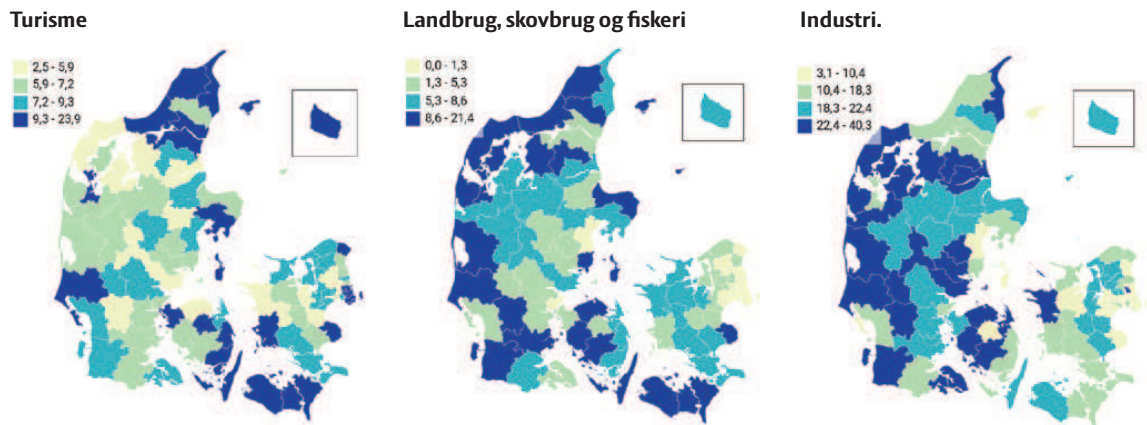 Turisme
2,5 - 5,9
5,9 - 7,2
7,2 - 9,3
9,3 - 23,9
Landbrug, skovbrug og fiskeri
0,0 - 1,3
1,3 - 5,3
5,3 - 8,6
8,6 - 21,4
Industri.
3,1 - 10,4
10,4 - 18,3
18,3 - 22,4
22,4 - 40,3